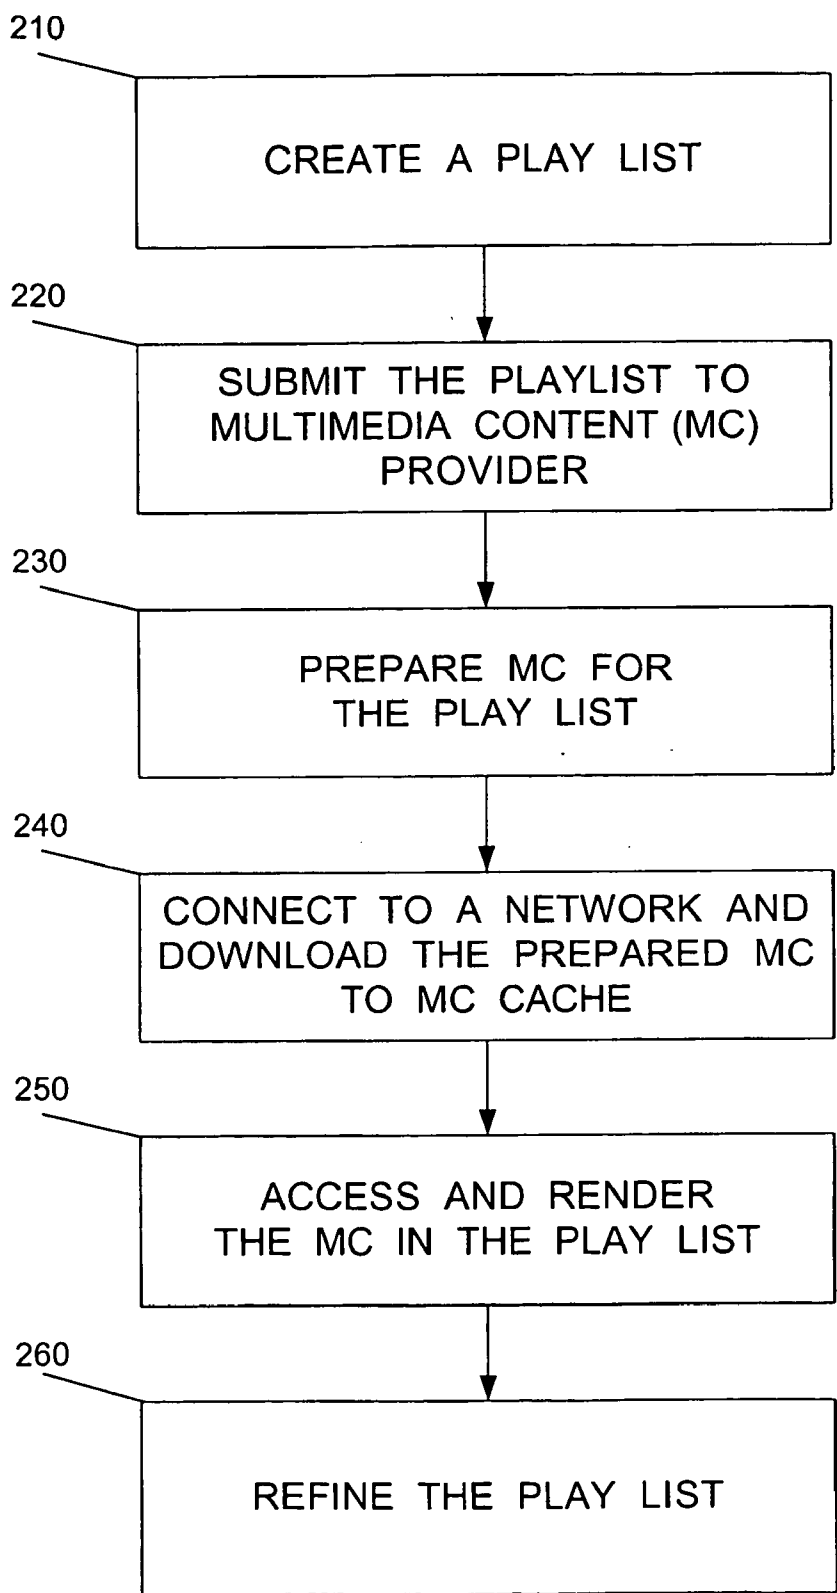 210
CREATE A PLAY LIST
220
SUBMIT THE PLAYLIST TO
MULTIMEDIA CONTENT (MC)
PROVIDER
230
PREPARE MC FOR
THE PLAY LIST
240
CONNECT TO A NETWORK AND
DOWNLOAD THE PREPARED MC
TO MC CACHE
250
ACCESS AND RENDER
THE MC IN THE PLAY LIST
260
REFINE THE PLAY LIST